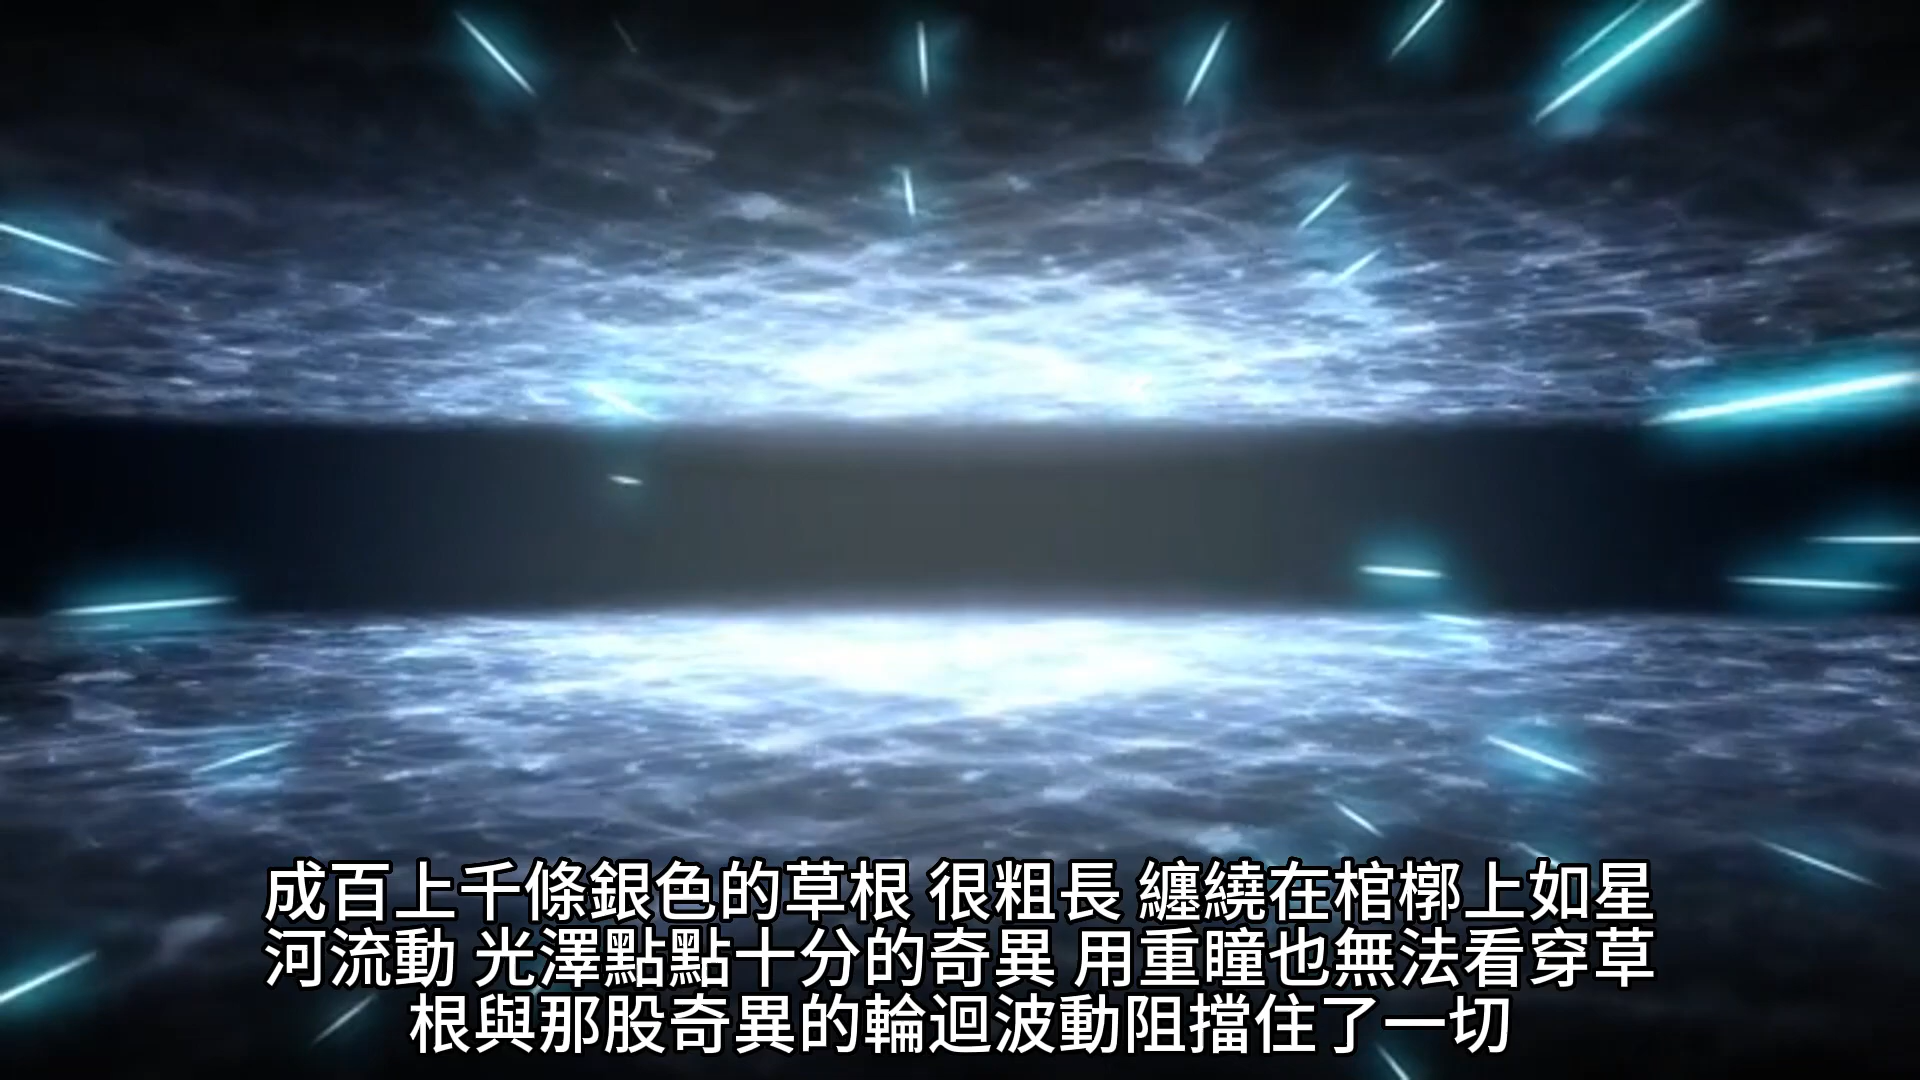 成百上千條銀色的草根 很粗長 纏繞在棺槨上如星
河流動 光澤點點十分的奇異 用重瞳也無法看穿草
根與那股奇異的輪迴波動阻擋住了一切